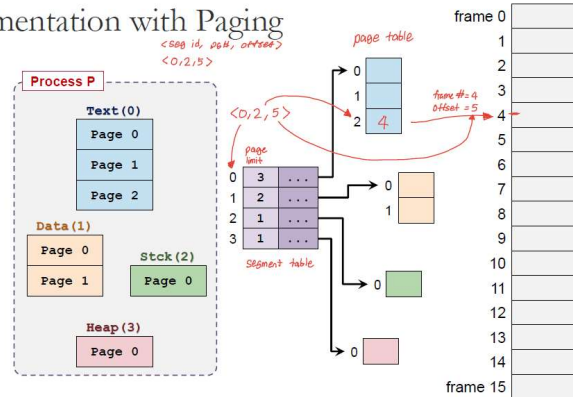 mentation with Paging
<seg id, page, offset>
<0,2,5>
Process P
Text(0)
Page 0
Page 1
Page 2
Data(1)
Page 0
Page 1
Stck(2)
Page 0
Heap(3)
Page 0
<0,2,5>
page
limit
0 3 ...
1 2 ...
2 1 ...
3 1 ...
segment table
page table
0
1
2 4
0
1
0
0
frame #=4
offset =5
frame 0
1
2
3
4
5
6
7
8
9
10
11
12
13
14
frame 15